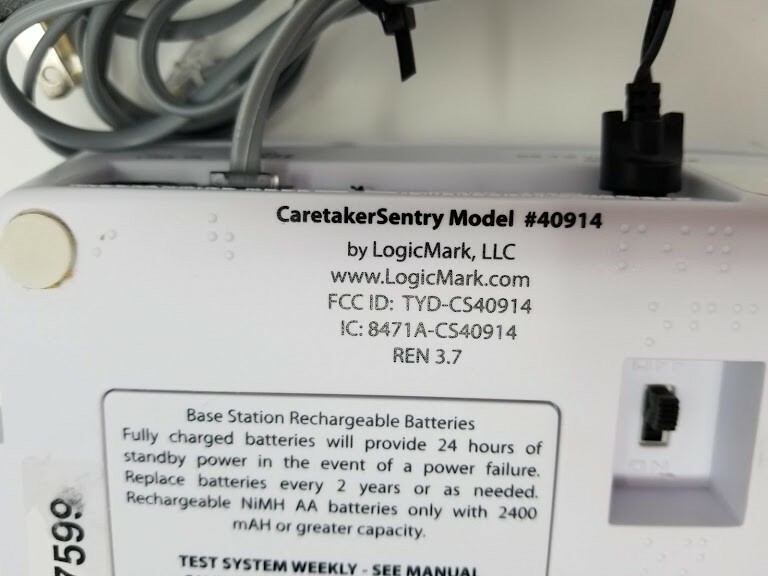 CaretakerSentry Model #40914
by LogicMark, LLC
www.LogicMark.com
FCC ID: TYD-CS40914
IC: 8471A-CS40914
REN 3.7
Base Station Rechargeable Batteries
Fully charged batteries will provide 24 hours of
standby power in the event of a power failure.
Replace batteries every 2 years or as needed.
Rechargeable NiMH AA batteries only with 2400
mAH or greater capacity.
TEST SYSTEM WEEKLY - SEE MANUAL
7599